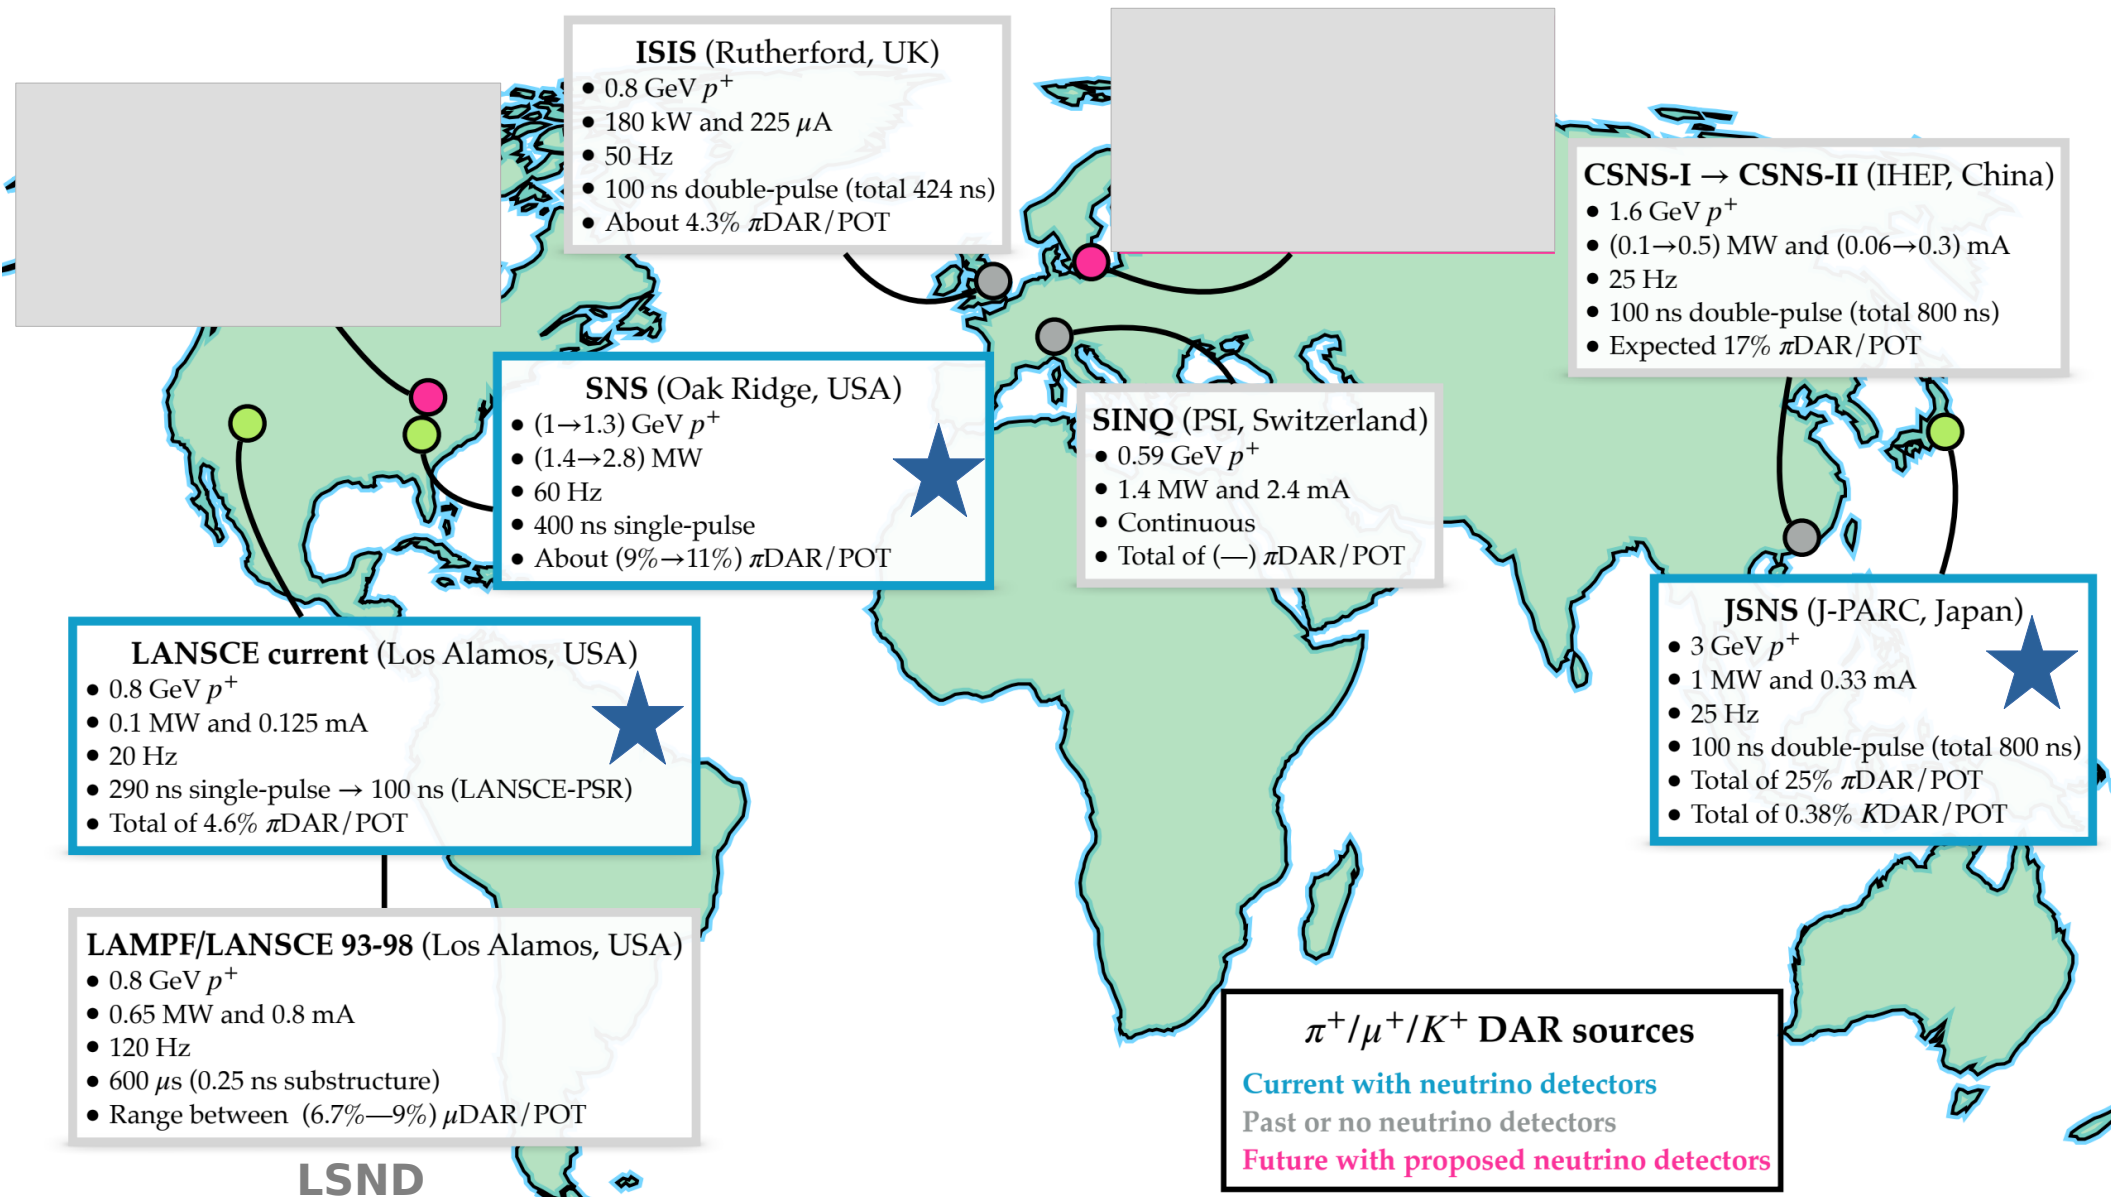 ISIS (Rutherford, UK)
• 0.8 GeV p⁺
• 180 kW and 225 μA
• 50 Hz
• 100 ns double-pulse (total 424 ns)
• About 4.3% πDAR/POT
CSNS-I → CSNS-II (IHEP, China)
• 1.6 GeV p⁺
• (0.1→0.5) MW and (0.06→0.3) mA
• 25 Hz
• 100 ns double-pulse (total 800 ns)
• Expected 17% πDAR/POT
SNS (Oak Ridge, USA)
• (1→1.3) GeV p⁺
• (1.4→2.8) MW
• 60 Hz
• 400 ns single-pulse
• About (9%→11%) πDAR/POT
SINQ (PSI, Switzerland)
• 0.59 GeV p⁺
• 1.4 MW and 2.4 mA
• Continuous
• Total of (—) πDAR/POT
JSNS (J-PARC, Japan)
• 3 GeV p⁺
• 1 MW and 0.33 mA
• 25 Hz
• 100 ns double-pulse (total 800 ns)
• Total of 25% πDAR/POT
• Total of 0.38% KDAR/POT
LANSCE current (Los Alamos, USA)
• 0.8 GeV p⁺
• 0.1 MW and 0.125 mA
• 20 Hz
• 290 ns single-pulse → 100 ns (LANSCE-PSR)
• Total of 4.6% πDAR/POT
LAMPF/LANSCE 93-98 (Los Alamos, USA)
• 0.8 GeV p⁺
• 0.65 MW and 0.8 mA
• 120 Hz
• 600 μs (0.25 ns substructure)
• Range between (6.7%—9%) μDAR/POT
LSND
π⁺/μ⁺/K⁺ DAR sources
Current with neutrino detectors
Past or no neutrino detectors
Future with proposed neutrino detectors